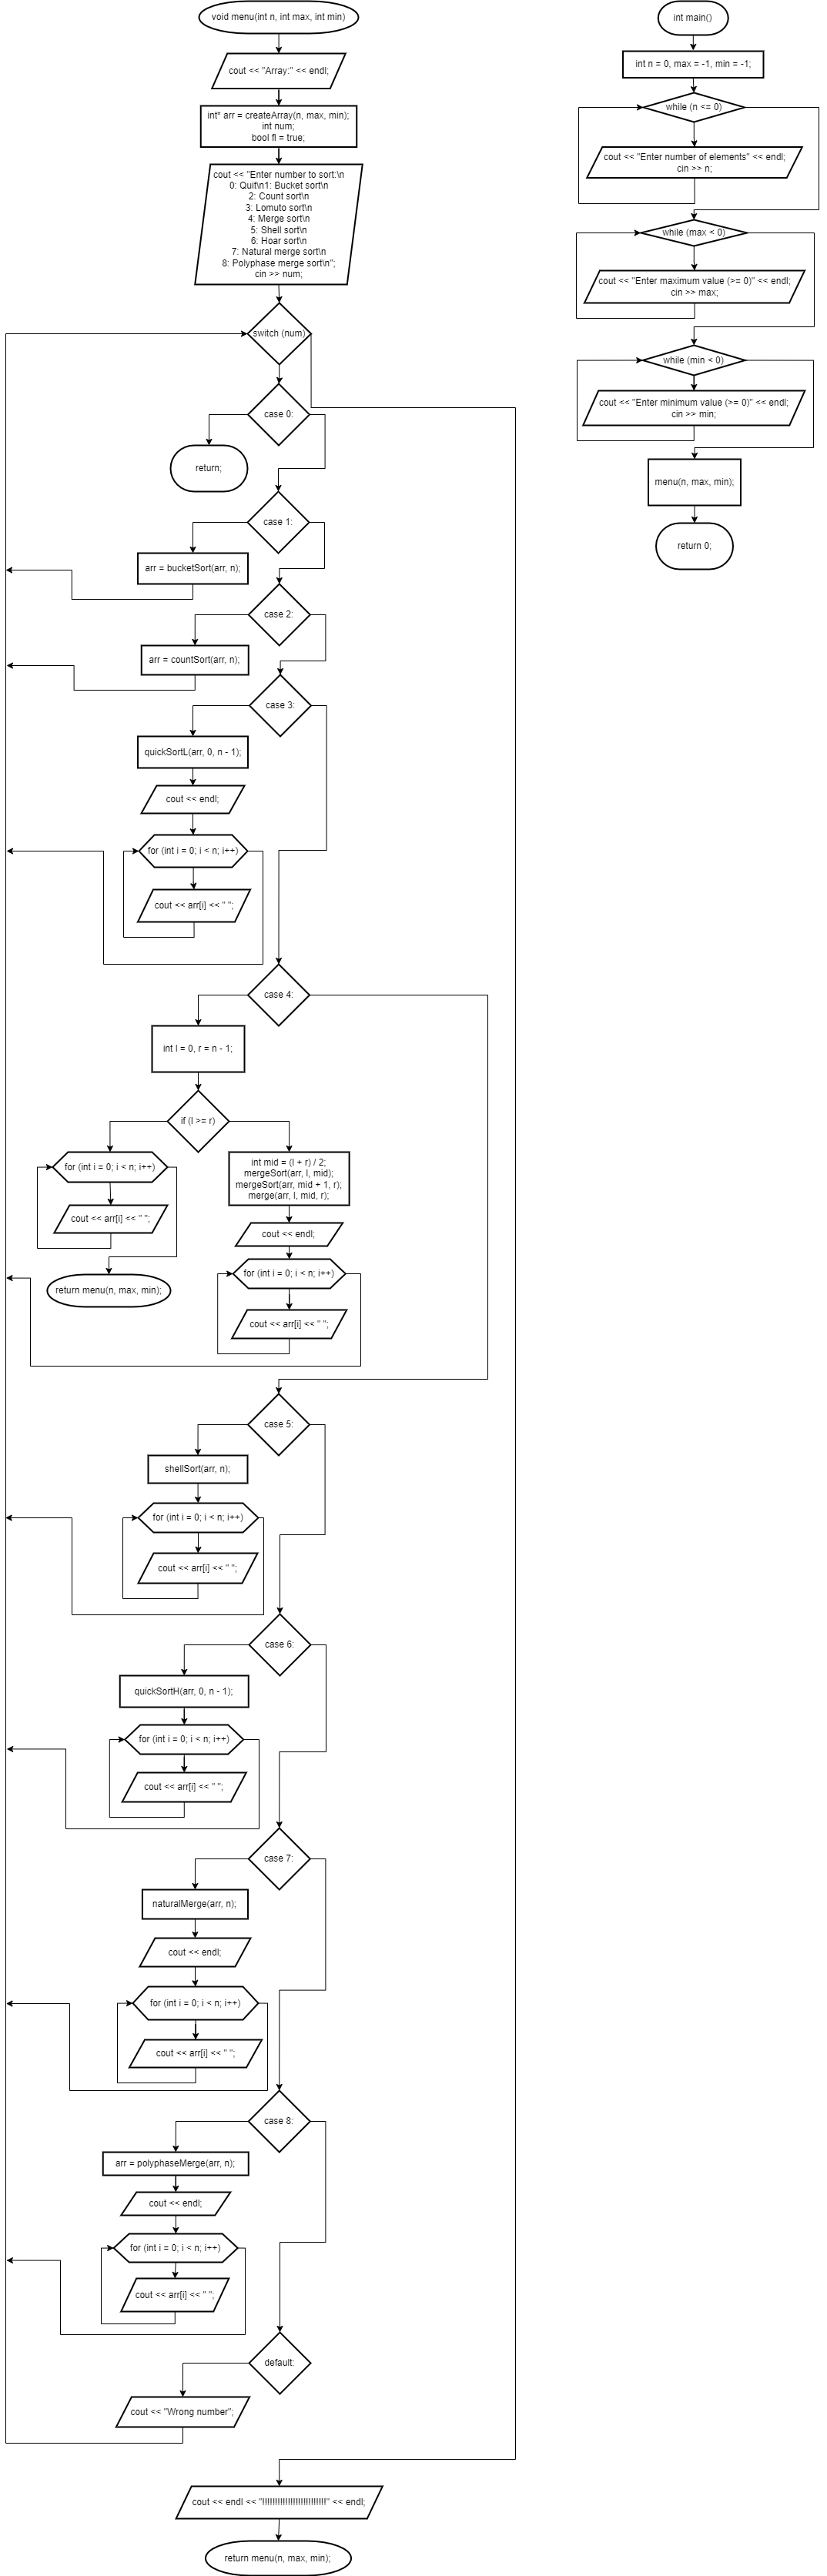 void menu(int n, int max, int min)
cout << "Array:" << endl;
int* arr = createArray(n, max, min);
int num;
bool fl = true;
cout << "Enter number to sort:\n
0: Quit\n1: Bucket sort\n
2: Count sort\n
3: Lomuto sort\n
4: Merge sort\n
5: Shell sort\n
6: Hoar sort\n
7: Natural merge sort\n
8: Polyphase merge sort\n";
cin >> num;
switch (num)
case 0:
return;
case 1:
arr = bucketSort(arr, n);
case 2:
arr = countSort(arr, n);
case 3:
quickSortL(arr, 0, n - 1);
cout << endl;
for (int i = 0; i < n; i++)
cout << arr[i] << " ";
case 4:
int l = 0, r = n - 1;
if (l >= r)
for (int i = 0; i < n; i++)
cout << arr[i] << " ";
return menu(n, max, min);
int mid = (l + r) / 2;
mergeSort(arr, l, mid);
mergeSort(arr, mid + 1, r);
merge(arr, l, mid, r);
cout << endl;
for (int i = 0; i < n; i++)
cout << arr[i] << " ";
case 5:
shellSort(arr, n);
for (int i = 0; i < n; i++)
cout << arr[i] << " ";
case 6:
quickSortH(arr, 0, n - 1);
for (int i = 0; i < n; i++)
cout << arr[i] << " ";
case 7:
naturalMerge(arr, n);
cout << endl;
for (int i = 0; i < n; i++)
cout << arr[i] << " ";
case 8:
arr = polyphaseMerge(arr, n);
cout << endl;
for (int i = 0; i < n; i++)
cout << arr[i] << " ";
default:
cout << "Wrong number";
cout << endl << "!!!!!!!!!!!!!!!!!!!!!!!!!" << endl;
return menu(n, max, min);
int main()
int n = 0, max = -1, min = -1;
while (n <= 0)
cout << "Enter number of elements" << endl;
cin >> n;
while (max < 0)
cout << "Enter maximum value (>= 0)" << endl;
cin >> max;
while (min < 0)
cout << "Enter minimum value (>= 0)" << endl;
cin >> min;
menu(n, max, min);
return 0;